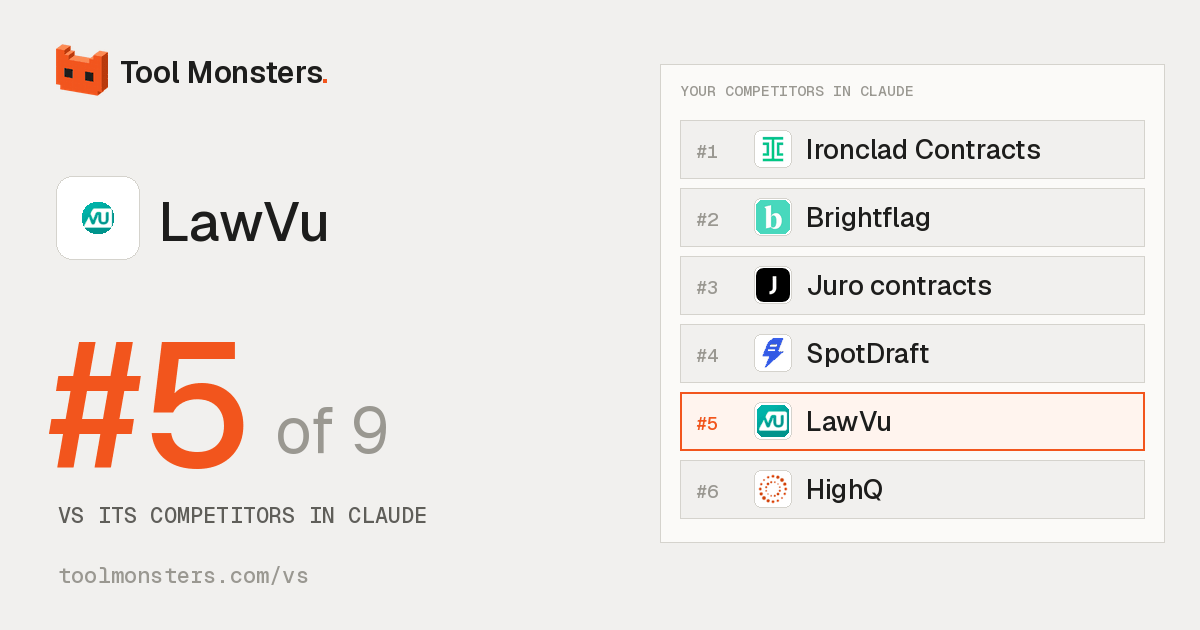 Tool Monsters.
LawVu
#5 of 9
VS ITS COMPETITORS IN CLAUDE
toolmonsters.com/vs
YOUR COMPETITORS IN CLAUDE
#1 Ironclad Contracts
#2 b Brightflag
#3 J Juro contracts
#4 SpotDraft
#5 VU LawVu
#6 HighQ